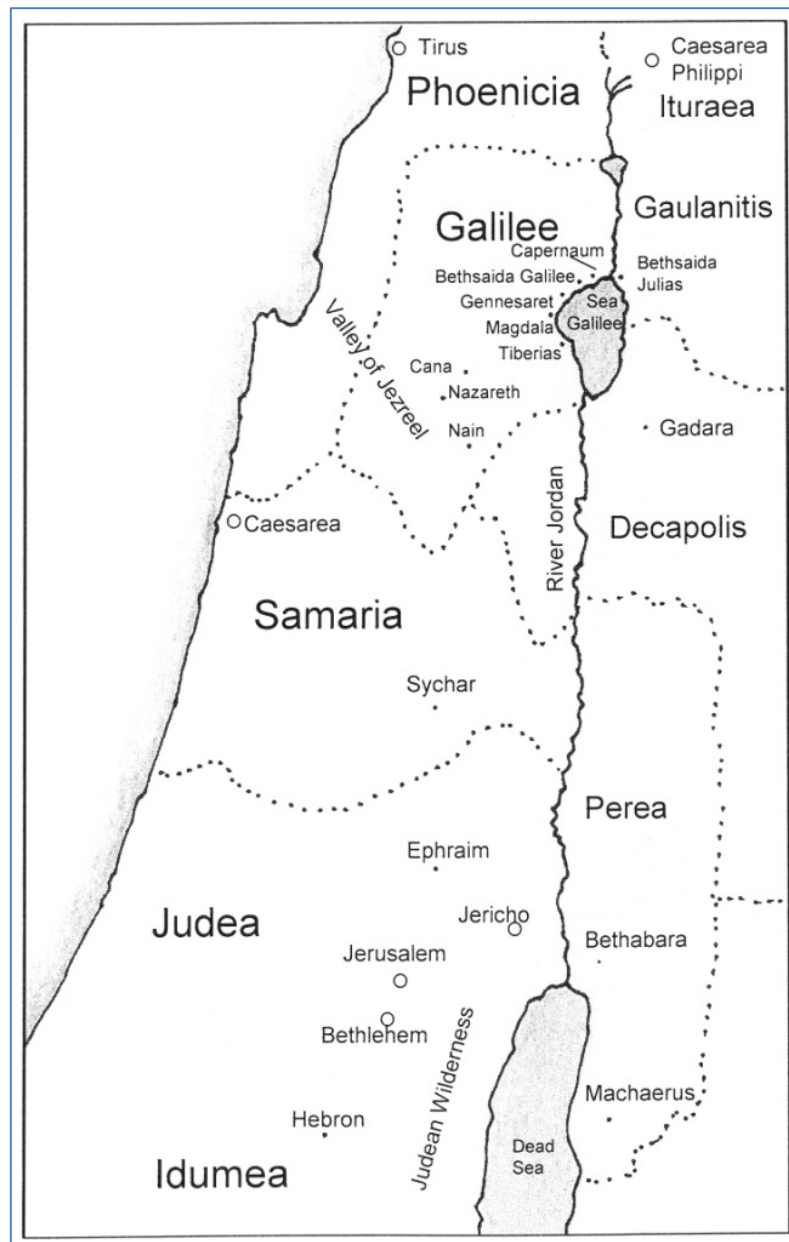 Tirus
Caesarea
Philippi
Phoenicia
Ituraea
Gaulanitis
Galilee
Capernaum
Bethsaida Galilee
Bethsaida
Julias
Gennesaret
Sea
Galilee
Magdala
Tiberias
Valley of Jezreel
Cana
Nazareth
Nain
Gadara
River Jordan
Caesarea
Decapolis
Samaria
Sychar
Perea
Ephraim
Judea
Jericho
Bethabara
Jerusalem
Bethlehem
Judean Wilderness
Machaerus
Hebron
Dead
Sea
Idumea